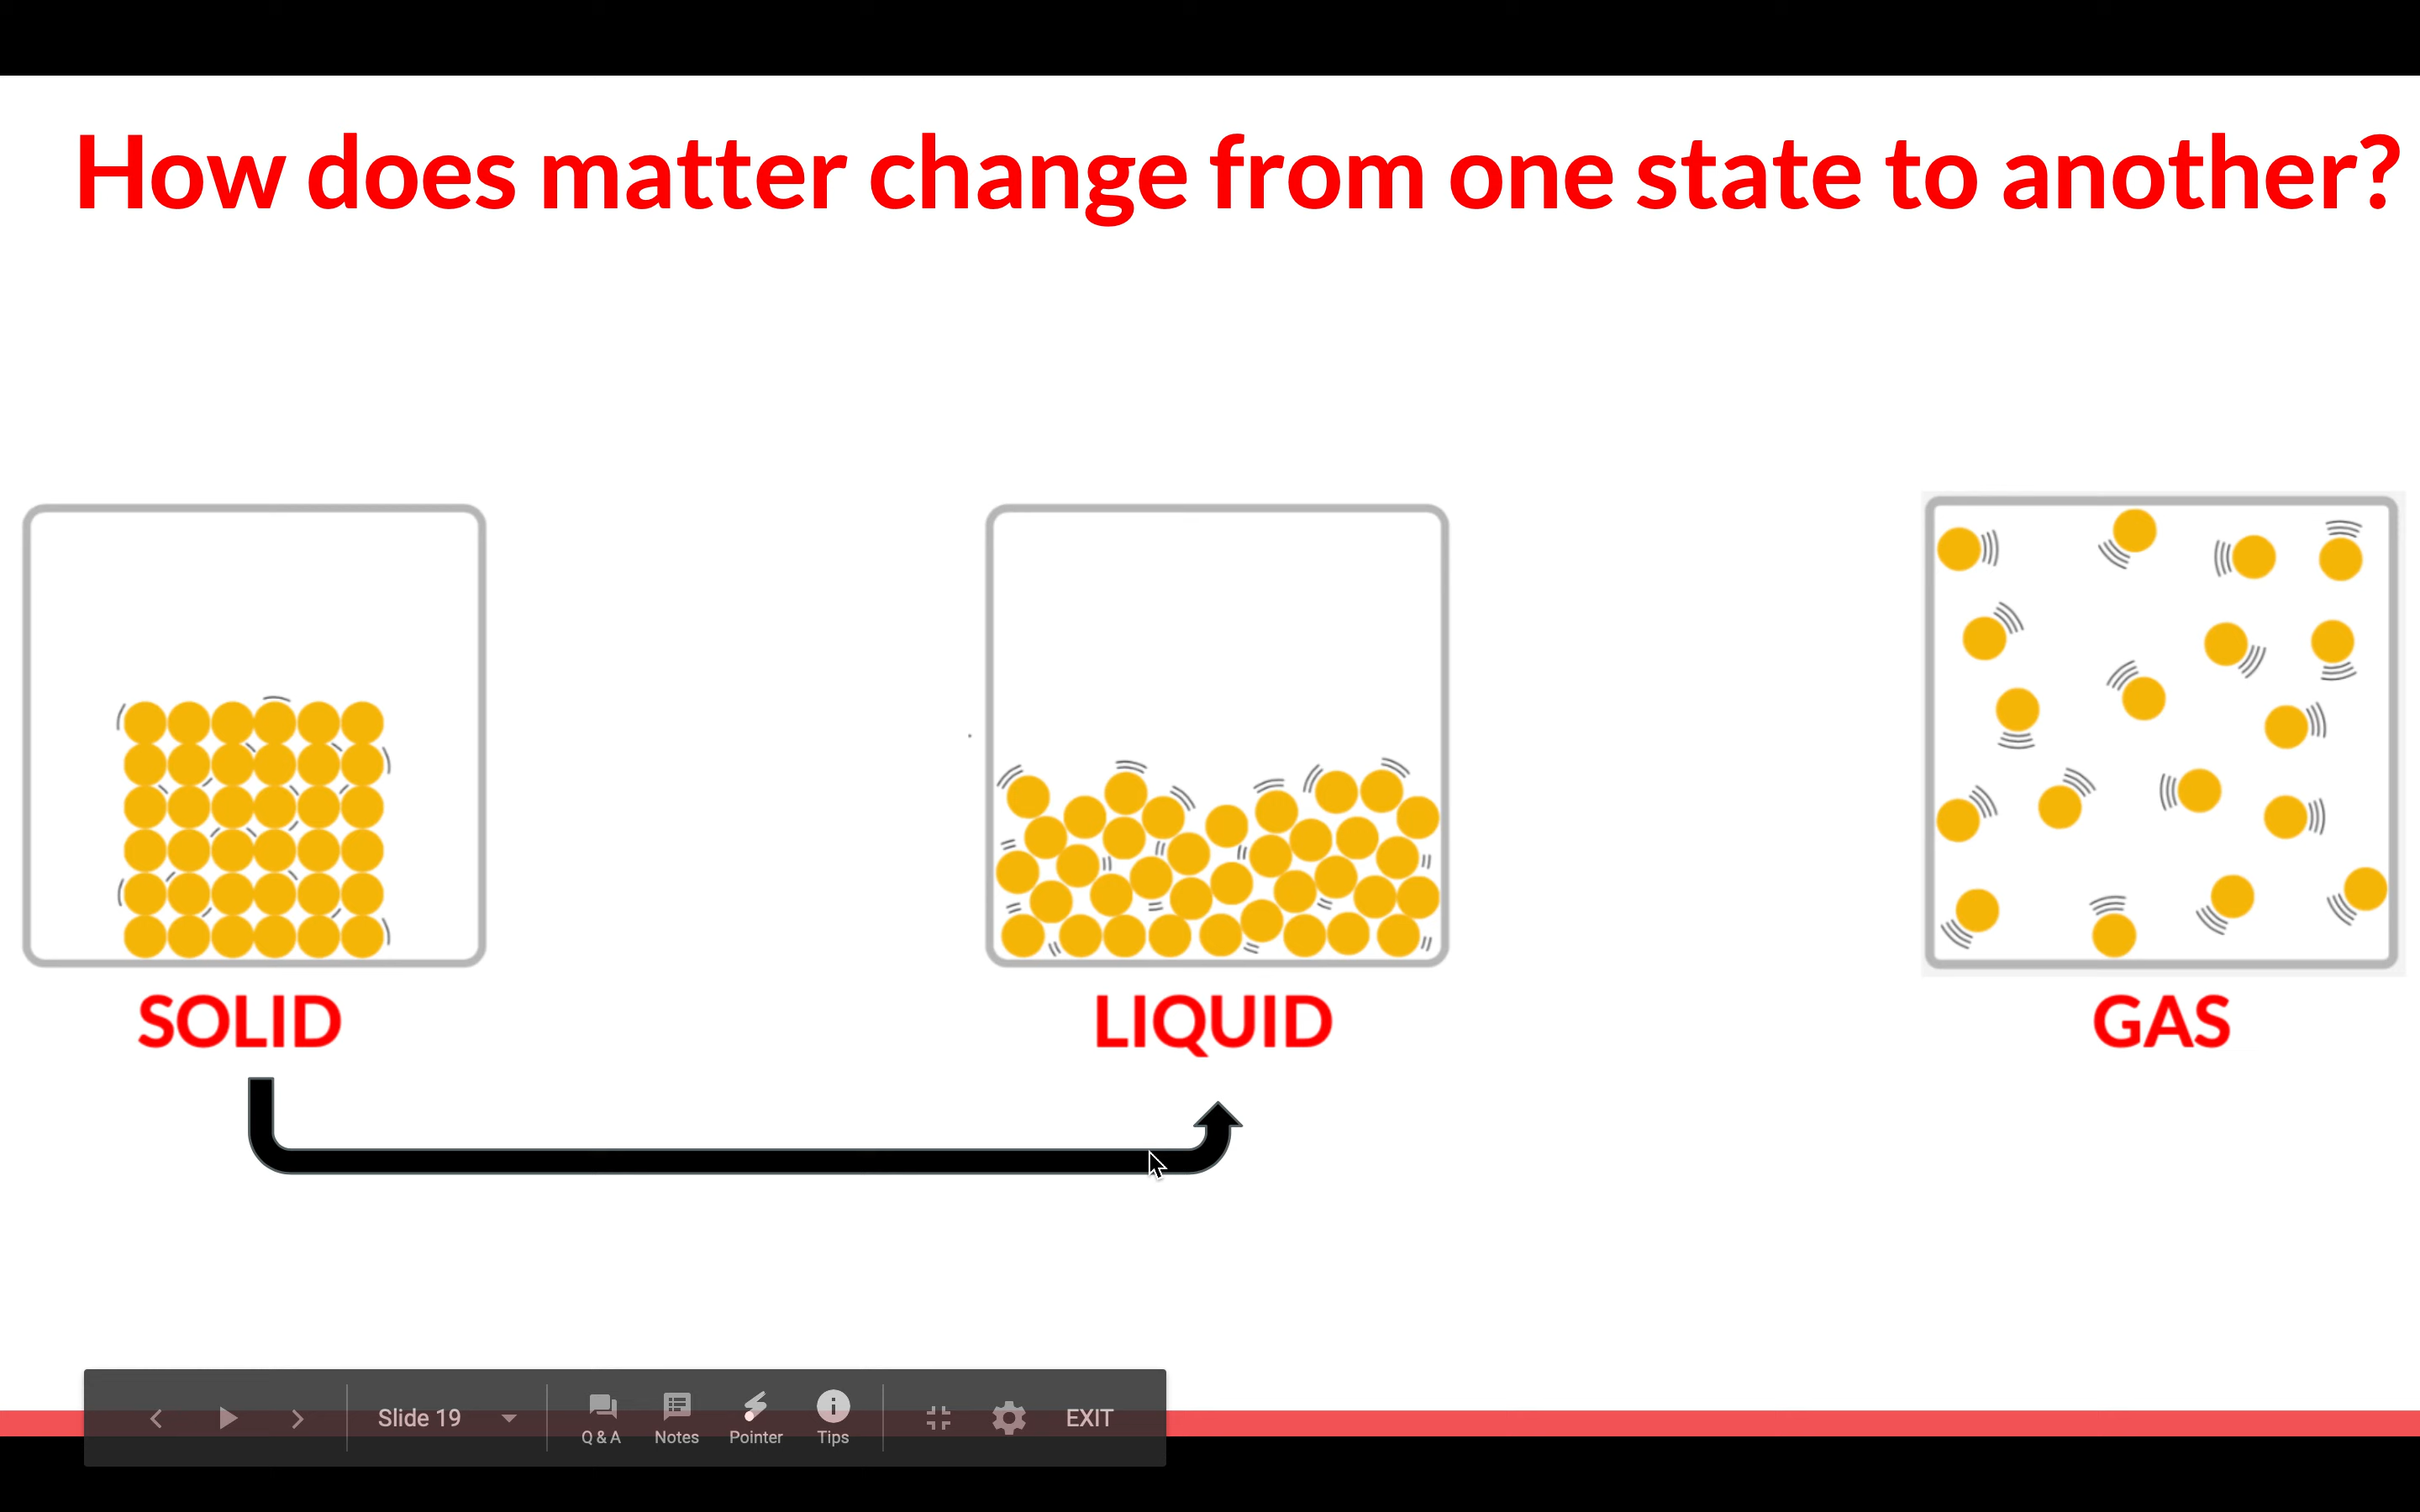 How does matter change from one state to another?
SOLID
LIQUID
GAS
Slide 19
Q & A
Notes
Pointer
Tips
EXIT